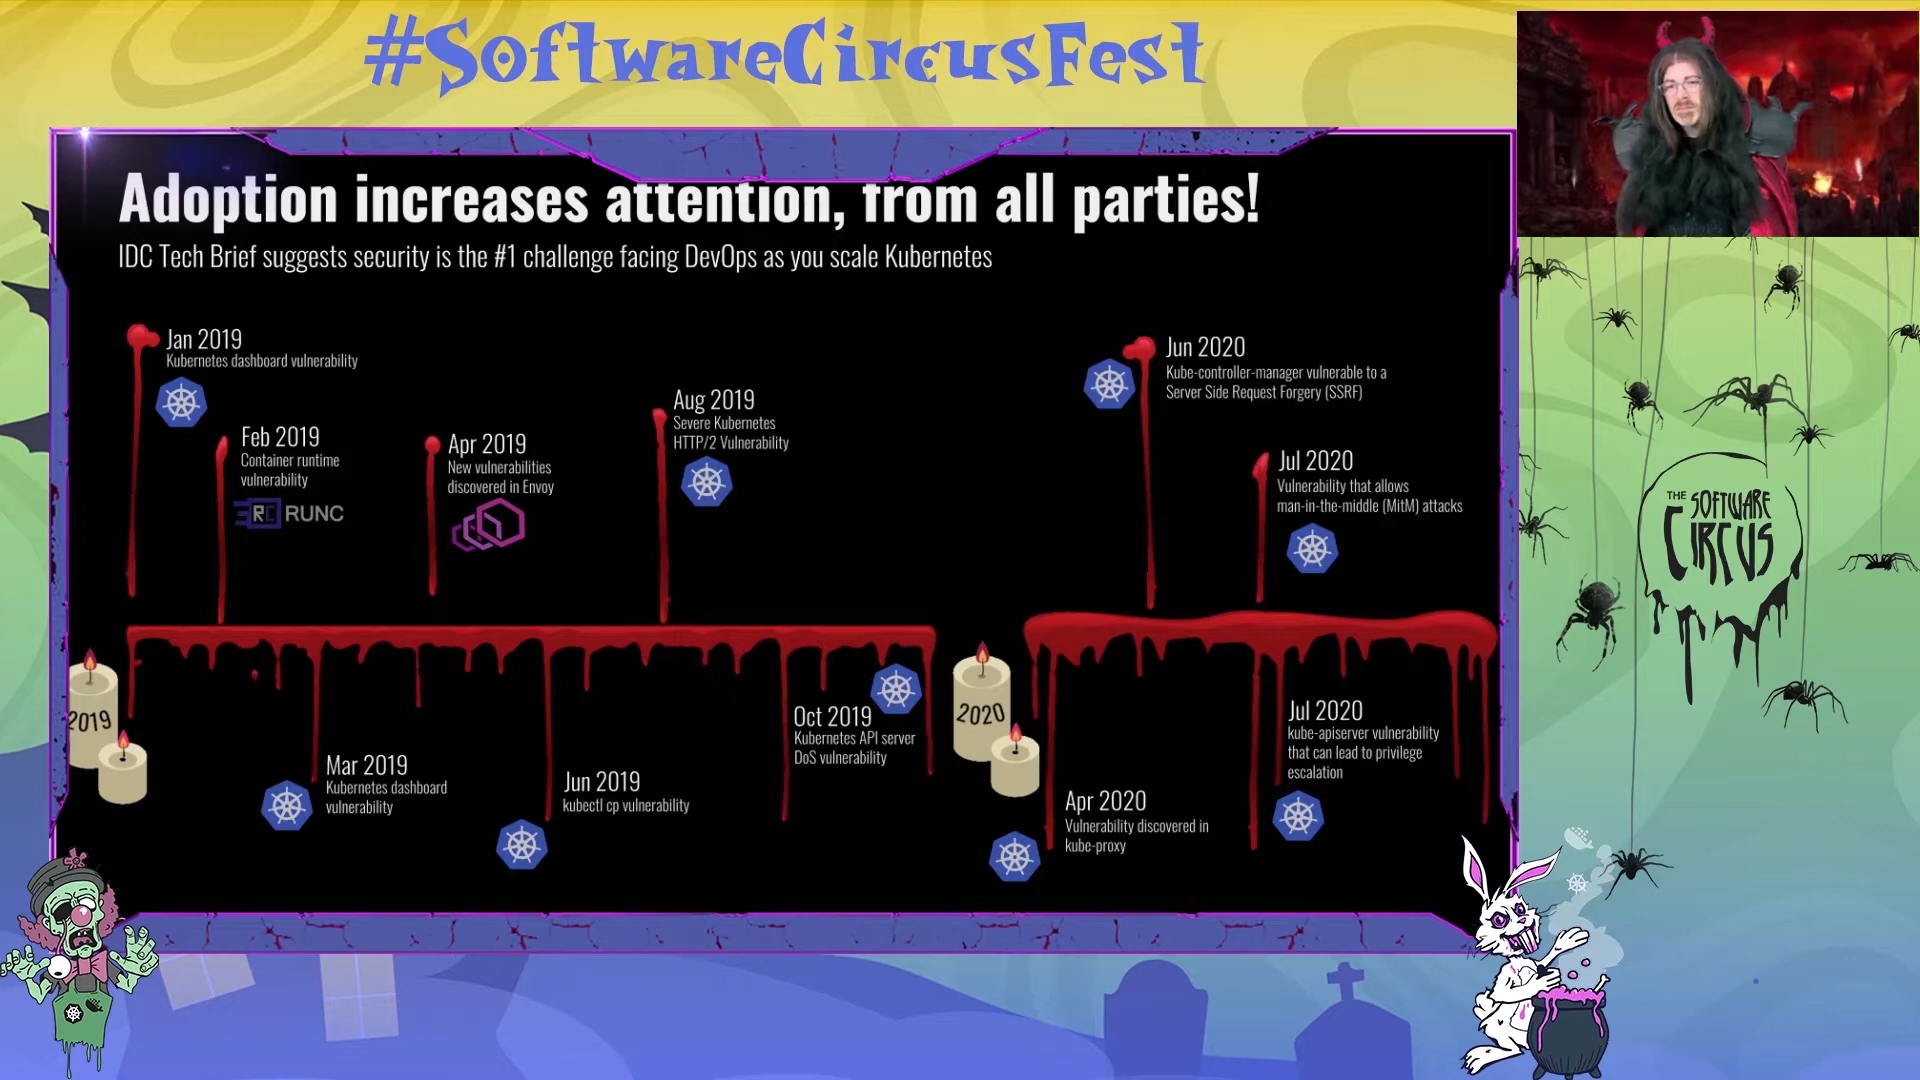 #SoftwareCircusFest
Adoption increases attention, from all parties!
IDC Tech Brief suggests security is the #1 challenge facing DevOps as you scale Kubernetes
Jan 2019
Kubernetes dashboard vulnerability
Feb 2019
Container runtime
vulnerability
RC RUNC
Apr 2019
New vulnerabilities
discovered in Envoy
Aug 2019
Severe Kubernetes
HTTP/2 Vulnerability
Jun 2020
Kube-controller-manager vulnerable to a
Server Side Request Forgery (SSRF)
Jul 2020
Vulnerability that allows
man-in-the-middle (MitM) attacks
2019
Mar 2019
Kubernetes dashboard
vulnerability
Jun 2019
kubectl cp vulnerability
Oct 2019
Kubernetes API server
DoS vulnerability
2020
Apr 2020
Vulnerability discovered in
kube-proxy
Jul 2020
kube-apiserver vulnerability
that can lead to privilege
escalation
THE SOFTWARE
CIRCUS